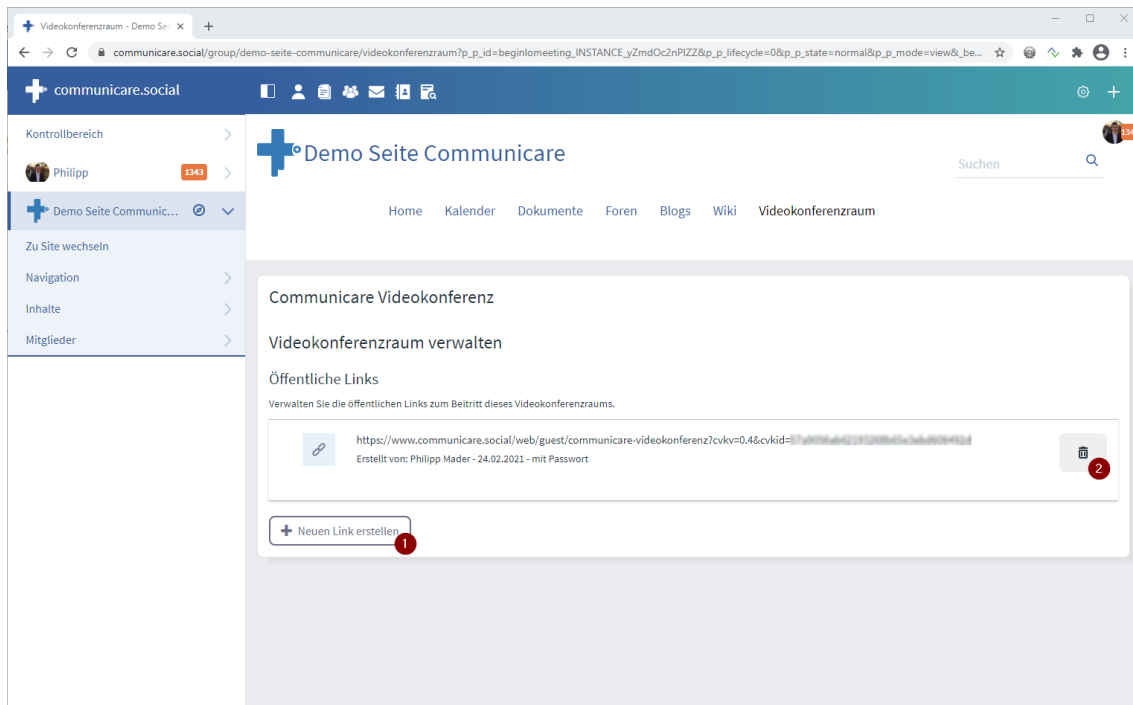 Videokonferenzraum - Demo Sei
communicare.social/group/demo-seite-communicare/videokonferenzraum?p_p_id=beginlomeeting_INSTANCE_yZmdOc2nPIZZ&p_p_lifecycle=0&p_p_state=normal&p_p_mode=view&_be...
communicare.social
Kontrollbereich
Philipp 1343
Demo Seite Communic...
Zu Site wechseln
Navigation
Inhalte
Mitglieder
134
Demo Seite Communicare
Suchen
Home Kalender Dokumente Foren Blogs Wiki Videokonferenzraum
Communicare Videokonferenz
Videokonferenzraum verwalten
Öffentliche Links
Verwalten Sie die öffentlichen Links zum Beitritt dieses Videokonferenzraums.
https://www.communicare.social/web/guest/communicare-videokonferenz?cvkv=0.4&cvkid=
Erstellt von: Philipp Mader - 24.02.2021 - mit Passwort
2
Neuen Link erstellen
1